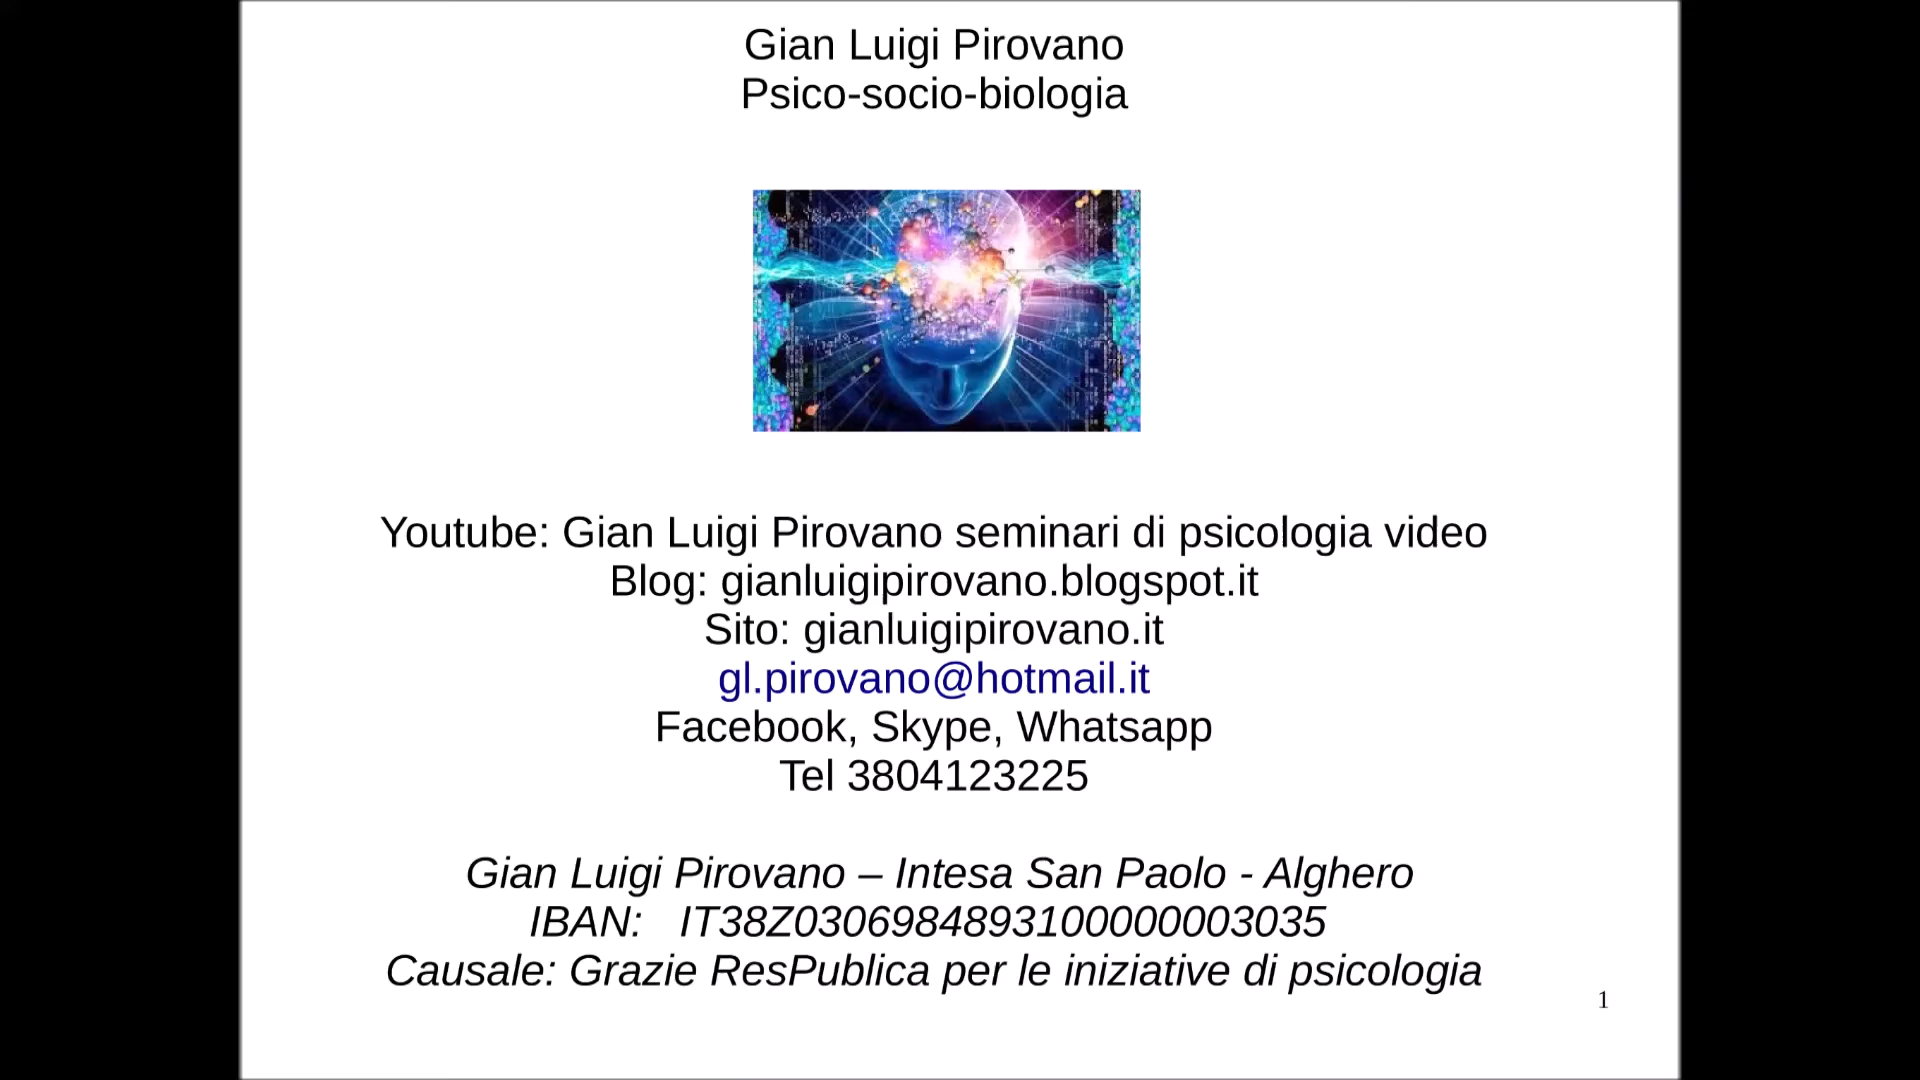 Gian Luigi Pirovano
Psico-socio-biologia
Youtube: Gian Luigi Pirovano seminari di psicologia video
Blog: gianluigipirovano.blogspot.it
Sito: gianluigipirovano.it
gl.pirovano@hotmail.it
Facebook, Skype, Whatsapp
Tel 3804123225
Gian Luigi Pirovano – Intesa San Paolo - Alghero
IBAN: IT38Z0306984893100000003035
Causale: Grazie ResPublica per le iniziative di psicologia
1